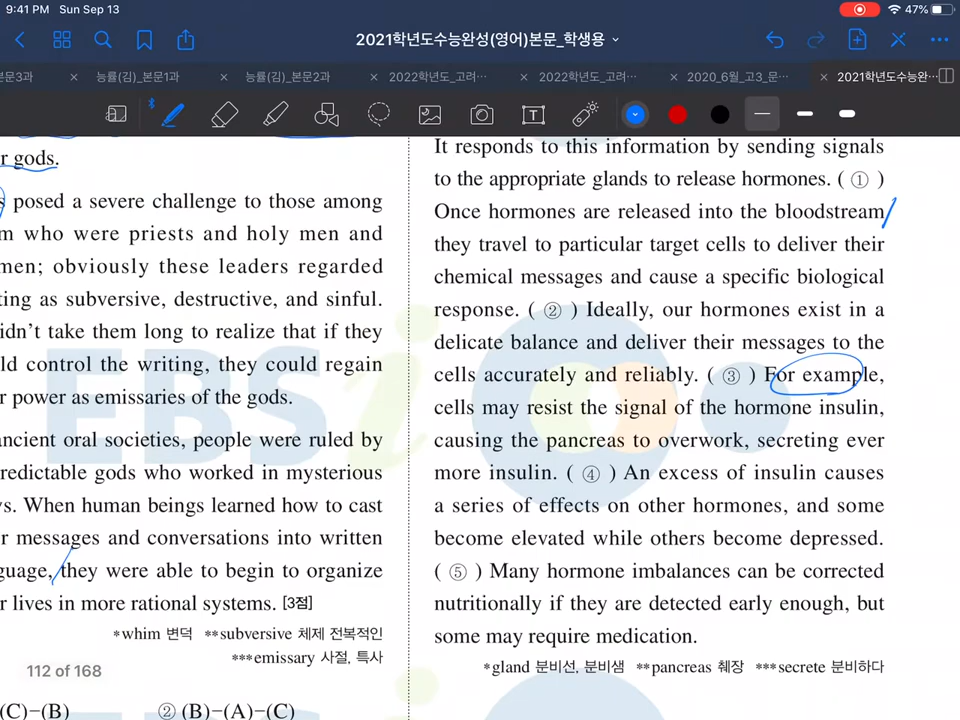 9:41 PM Sun Sep 13
47%
2021학년도수능완성(영어)본문_학생용
본문3과
능률(김)_본문1과
능률(김)_본문2과
2022학년도_고려…
2022학년도_고려…
2020_6월_고3_문…
2021학년도수능완…
r gods.
s posed a severe challenge to those among
m who were priests and holy men and
men; obviously these leaders regarded
ting as subversive, destructive, and sinful.
idn't take them long to realize that if they
ld control the writing, they could regain
r power as emissaries of the gods.
ancient oral societies, people were ruled by
redictable gods who worked in mysterious
ys. When human beings learned how to cast
r messages and conversations into written
guage, they were able to begin to organize
r lives in more rational systems. [3점]
*whim 변덕 **subversive 체제 전복적인
***emissary 사절, 특사
112 of 168
(C)−(B)
② (B)−(A)−(C)
It responds to this information by sending signals
to the appropriate glands to release hormones. ( ① )
Once hormones are released into the bloodstream
they travel to particular target cells to deliver their
chemical messages and cause a specific biological
response. ( ② ) Ideally, our hormones exist in a
delicate balance and deliver their messages to the
cells accurately and reliably. ( ③ ) For example,
cells may resist the signal of the hormone insulin,
causing the pancreas to overwork, secreting ever
more insulin. ( ④ ) An excess of insulin causes
a series of effects on other hormones, and some
become elevated while others become depressed.
( ⑤ ) Many hormone imbalances can be corrected
nutritionally if they are detected early enough, but
some may require medication.
*gland 분비선, 분비샘 **pancreas 췌장 ***secrete 분비하다
EBSi